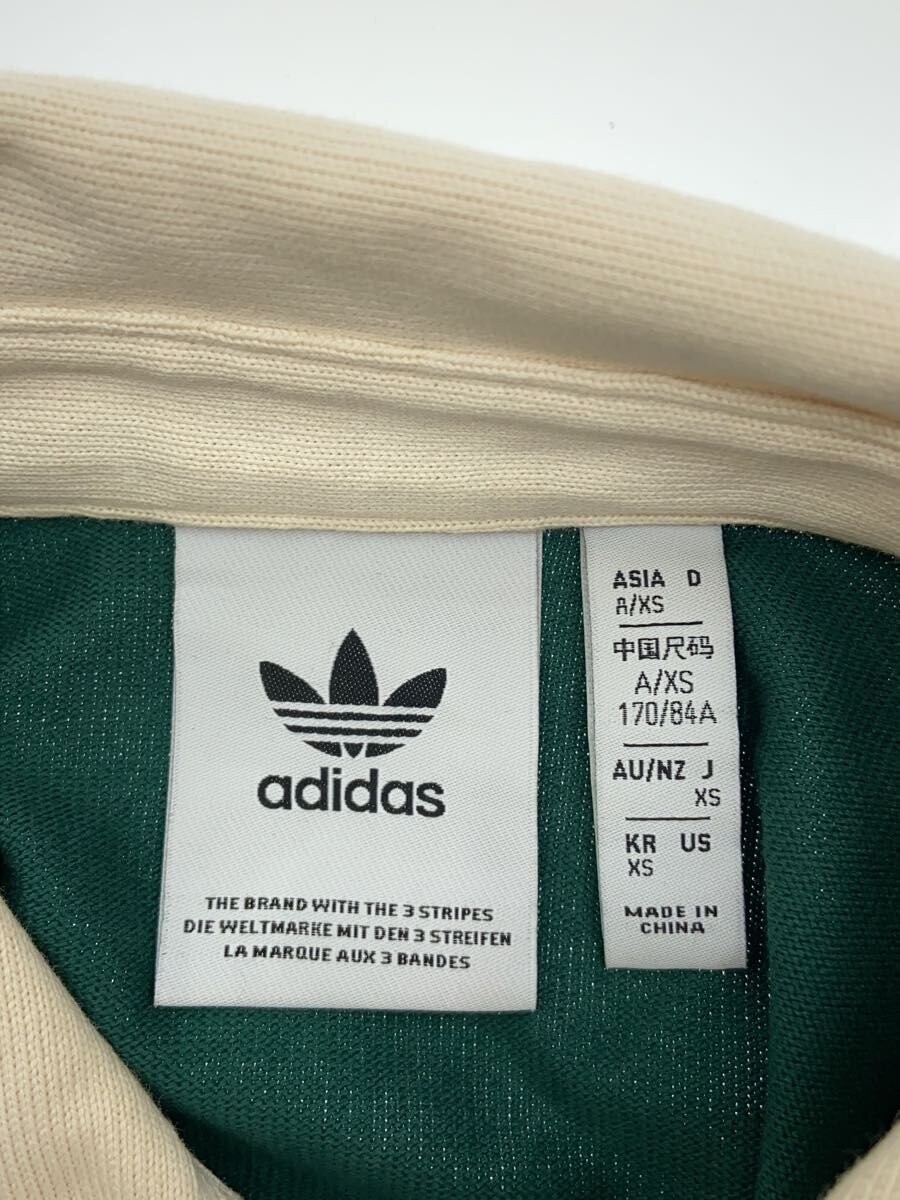 adidas
THE BRAND WITH THE 3 STRIPES
DIE WELTMARKE MIT DEN 3 STREIFEN
LA MARQUE AUX 3 BANDES
ASIA D
A/XS
中国尺码
A/XS
170/84A
AU/NZ J
XS
KR US
XS
MADE IN
CHINA